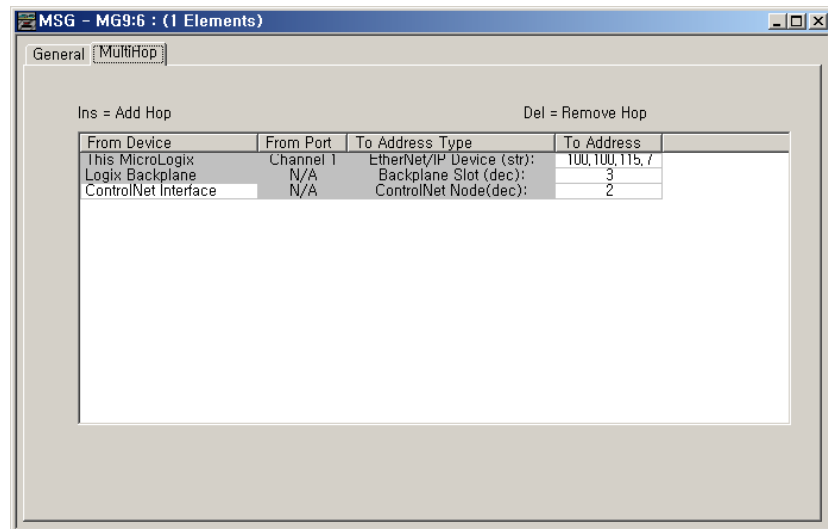 MSG - MG9:6 : (1 Elements)
General MultiHop
Ins = Add Hop Del = Remove Hop
From Device From Port To Address Type To Address
This MicroLogix Channel 1 EtherNet/IP Device (str): 100,100,115,7
Logix Backplane N/A Backplane Slot (dec): 3
ControlNet Interface N/A ControlNet Node(dec): 2